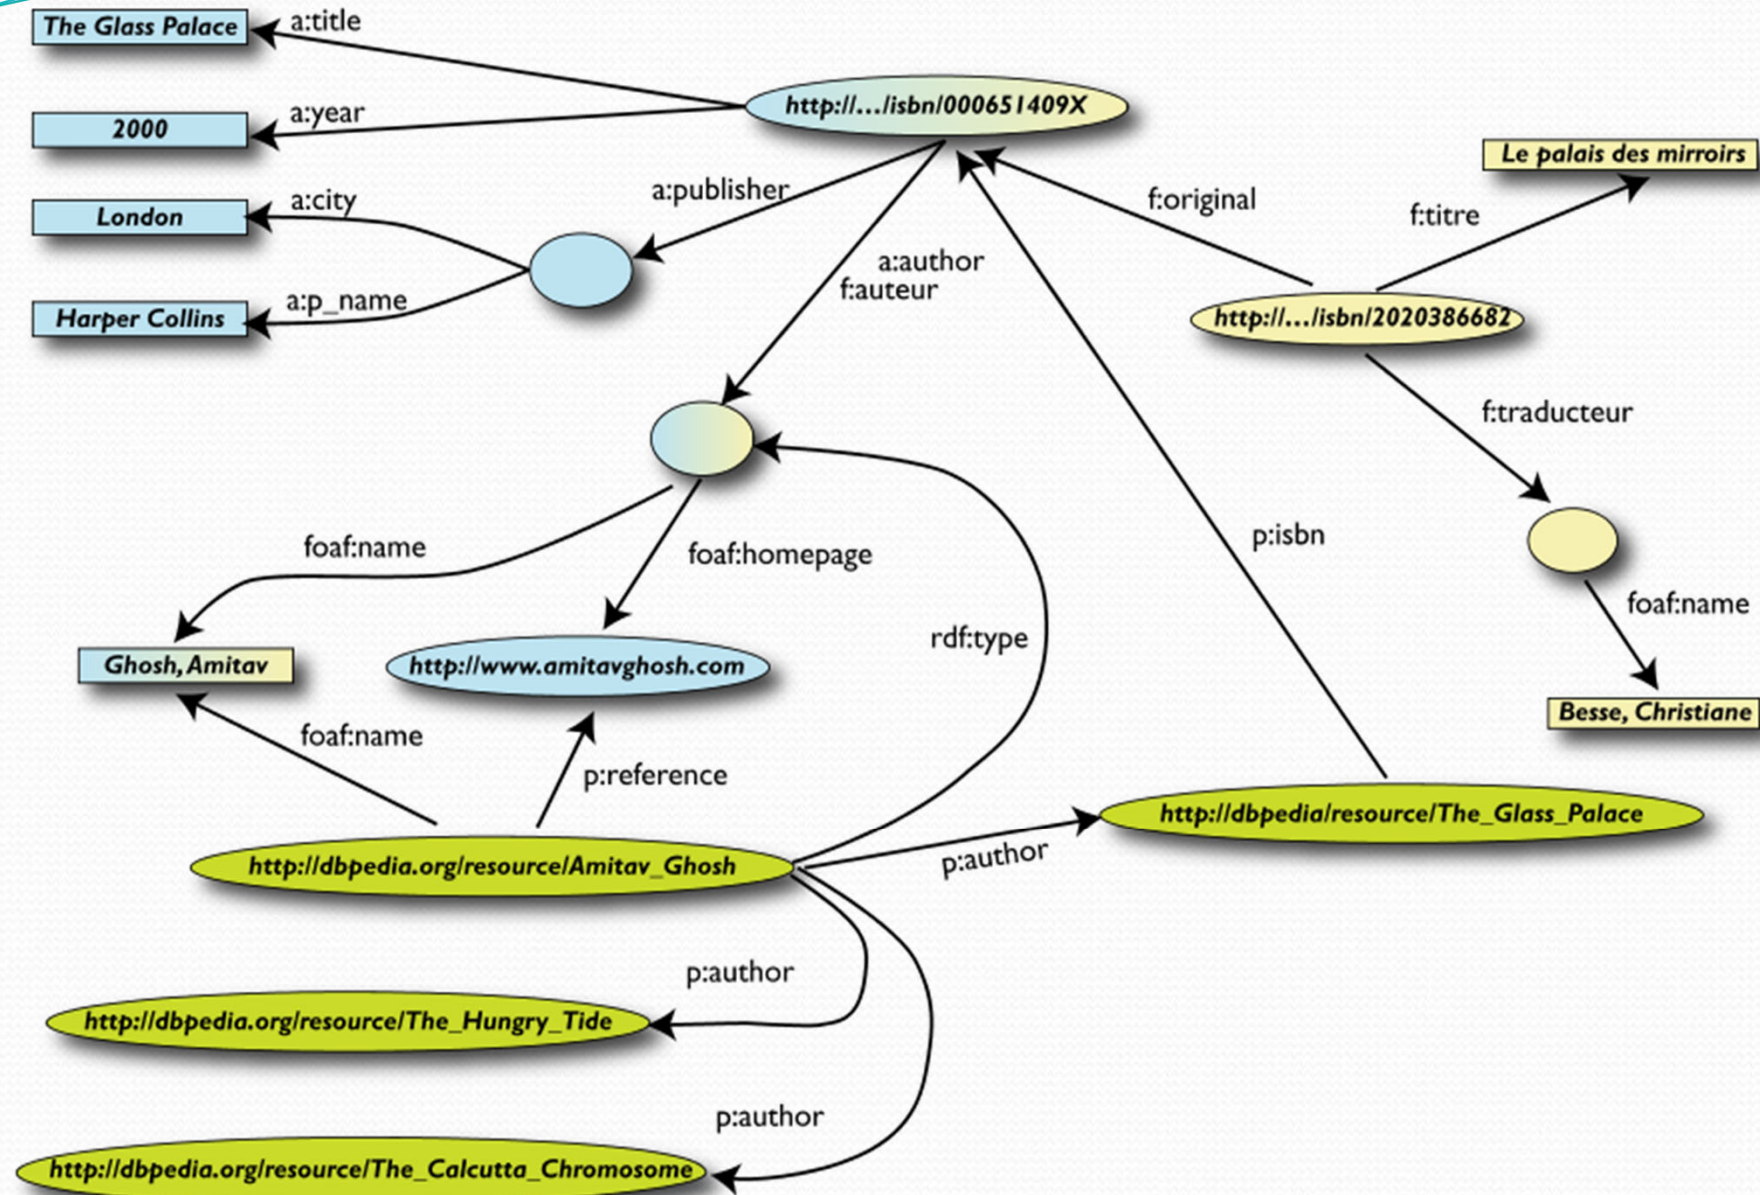 The Glass Palace
a:title
http://.../isbn/000651409X
2000
a:year
Le palais des mirroirs
London
a:city
a:publisher
f:original
f:titre
a:author
f:auteur
Harper Collins
a:p_name
http://.../isbn/2020386682
f:traducteur
foaf:name
foaf:homepage
p:isbn
foaf:name
rdf:type
Ghosh, Amitav
http://www.amitavghosh.com
Besse, Christiane
foaf:name
p:reference
http://dbpedia/resource/The_Glass_Palace
p:author
http://dbpedia.org/resource/Amitav_Ghosh
p:author
http://dbpedia.org/resource/The_Hungry_Tide
p:author
http://dbpedia.org/resource/The_Calcutta_Chromosome